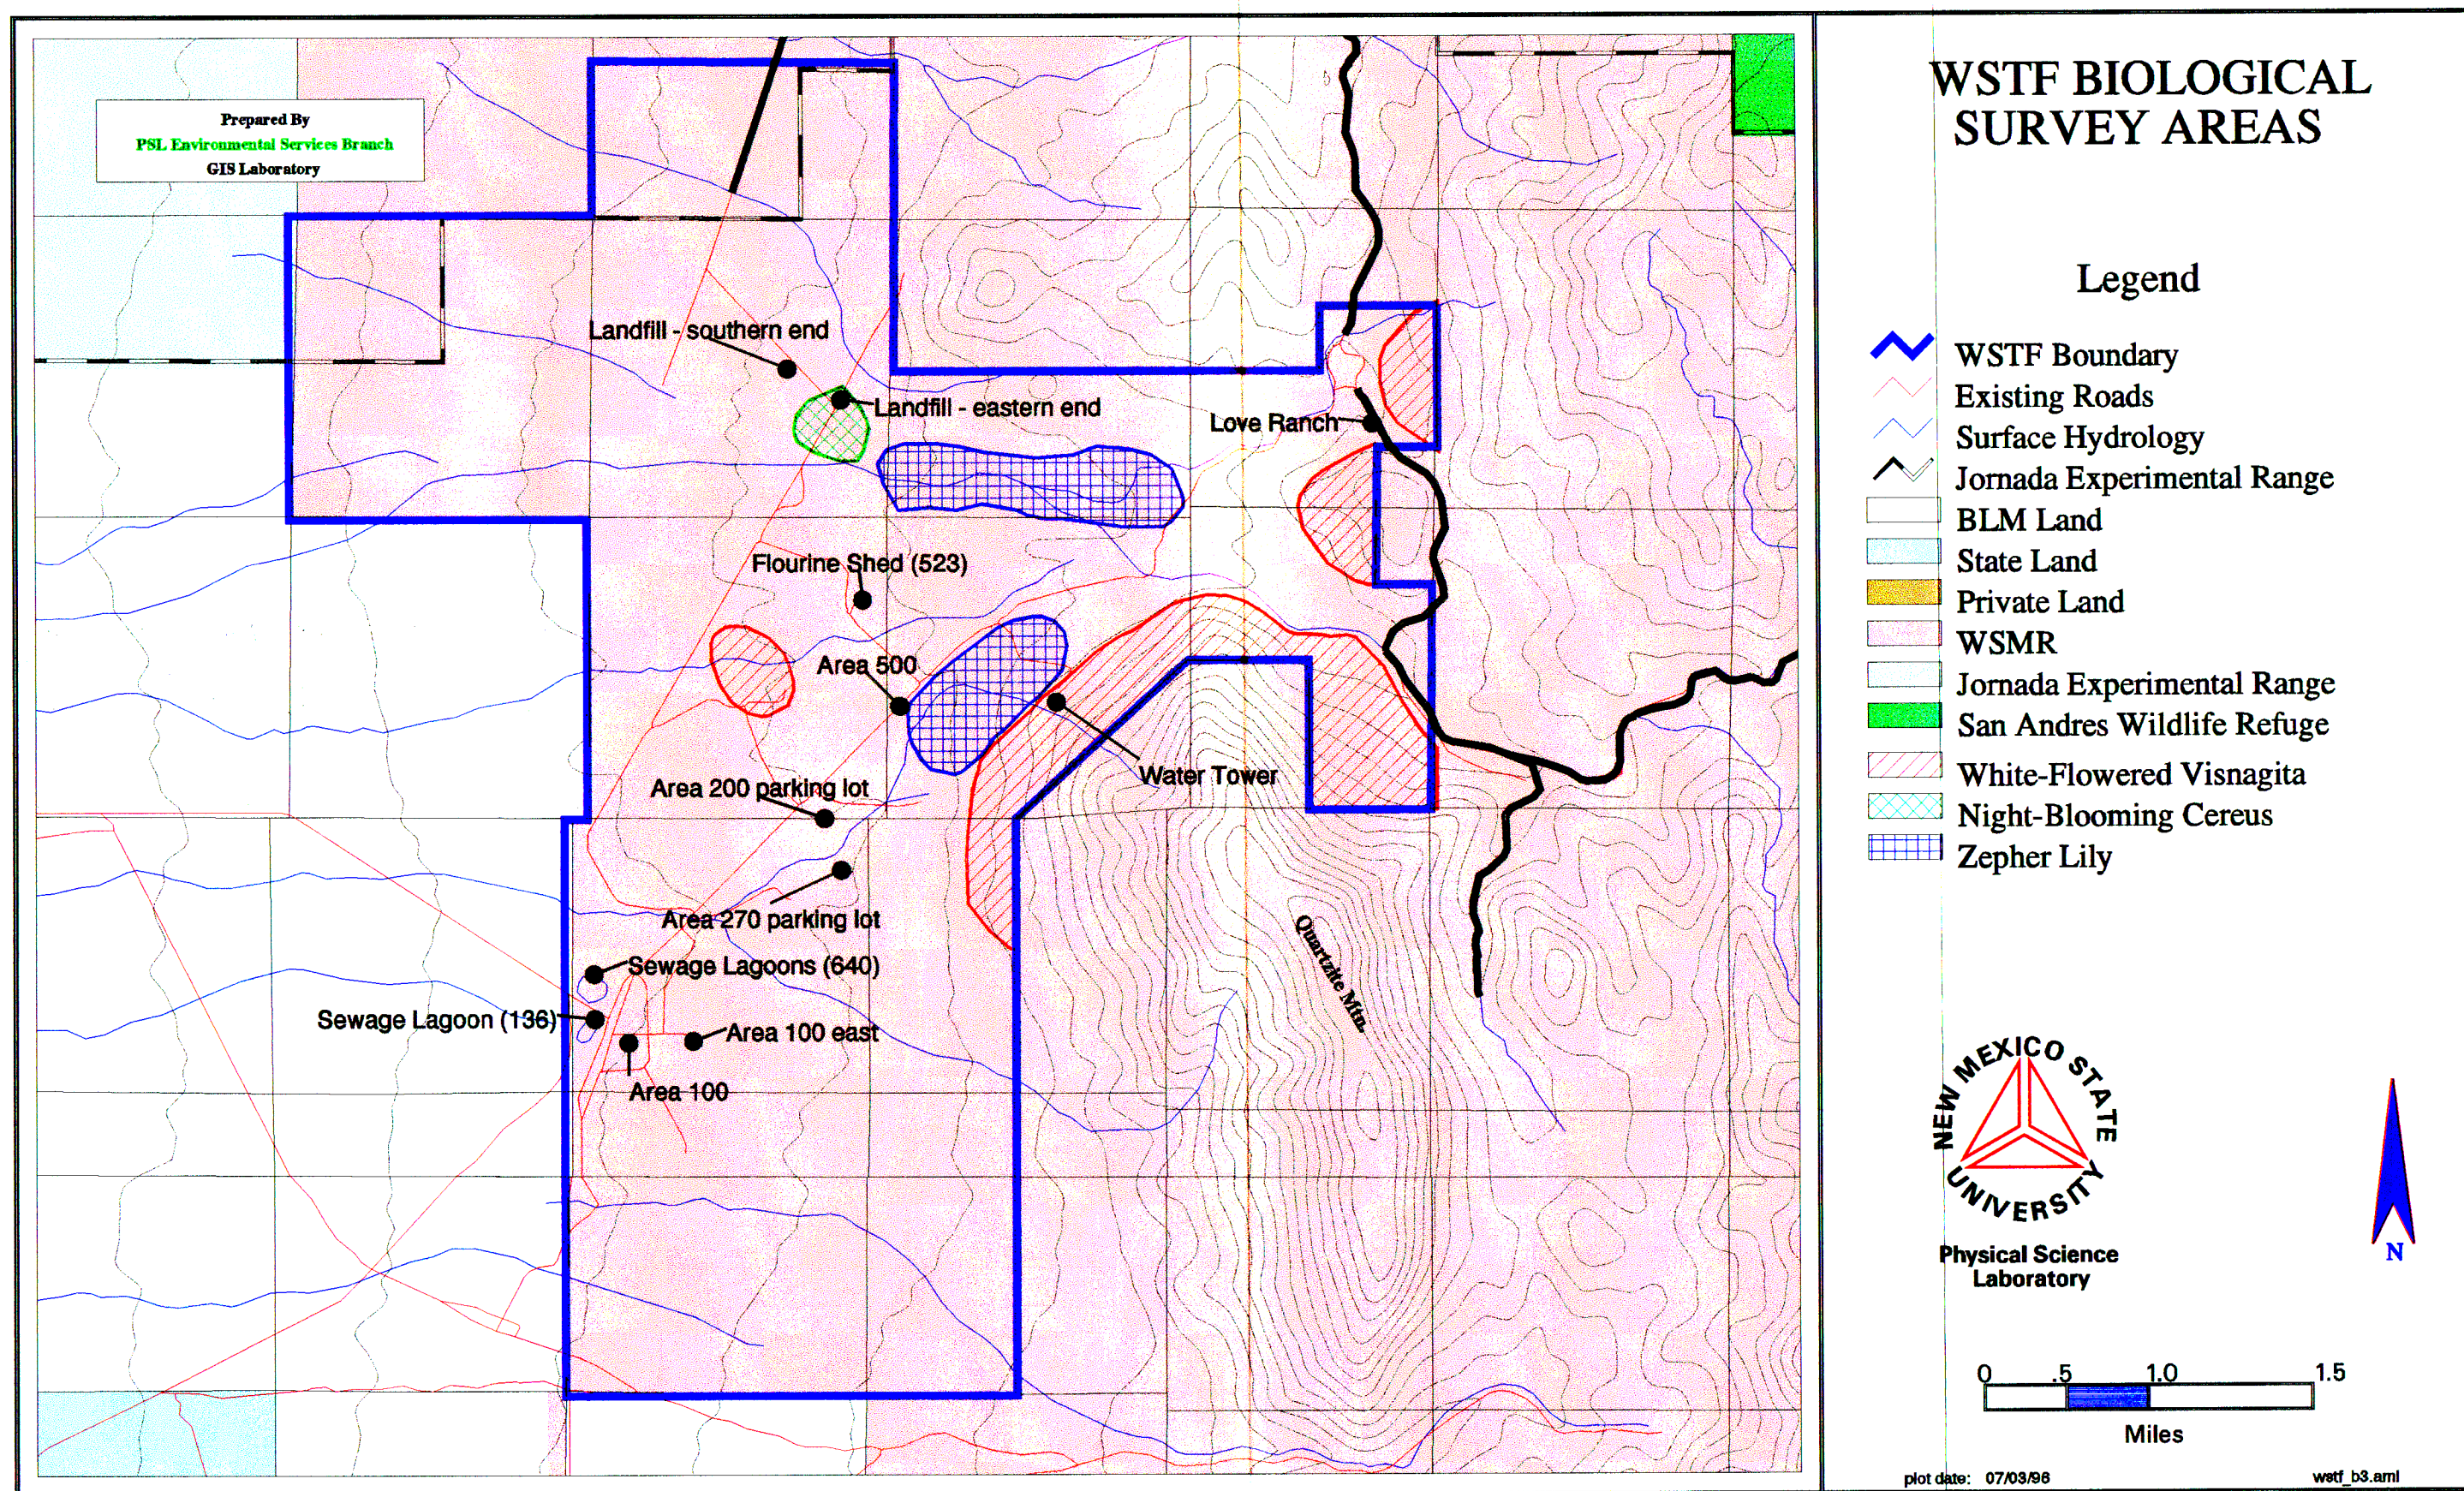 Prepared By
PSL Environmental Services Branch
GIS Laboratory
Landfill - southern end
Landfill - eastern end
Love Ranch
Flourine Shed (523)
Area 500
Water Tower
Area 200 parking lot
Area 270 parking lot
Sewage Lagoons (640)
Sewage Lagoon (136)
Area 100 east
Area 100
Quartzite Mtn.
WSTF BIOLOGICAL
SURVEY AREAS
Legend
WSTF Boundary
Existing Roads
Surface Hydrology
Jornada Experimental Range
BLM Land
State Land
Private Land
WSMR
Jornada Experimental Range
San Andres Wildlife Refuge
White-Flowered Visnagita
Night-Blooming Cereus
Zepher Lily
NEW MEXICO STATE
UNIVERSITY
Physical Science
Laboratory
N
0 .5 1.0 1.5
Miles
plot date: 07/03/96 wstf_b3.aml